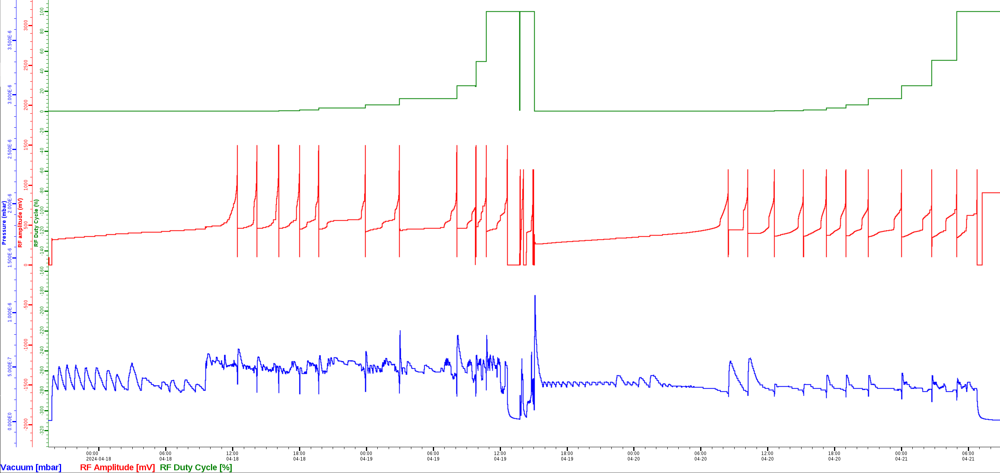 Pressure (mbar)
3.500E-6
3.000E-6
2.500E-6
2.000E-6
1.500E-6
1.000E-6
5.000E-7
0.000E0
RF amplitude (mV)
3000
2500
2000
1500
1000
500
0
-500
-1000
-1500
-2000
RF Duty Cycle (%)
100
80
60
40
20
0
-20
-40
-60
-80
-100
-120
-140
-160
-180
-200
-220
-240
-260
-280
-300
-320
00:00 06:00 12:00 18:00 00:00 06:00 12:00 18:00 00:00 06:00 12:00 18:00 00:00 06:00
2024-04-18 04-18 04-18 04-18 04-19 04-19 04-19 04-19 04-20 04-20 04-20 04-20 04-21 04-21
Vacuum [mbar] RF Amplitude [mV] RF Duty Cycle [%]